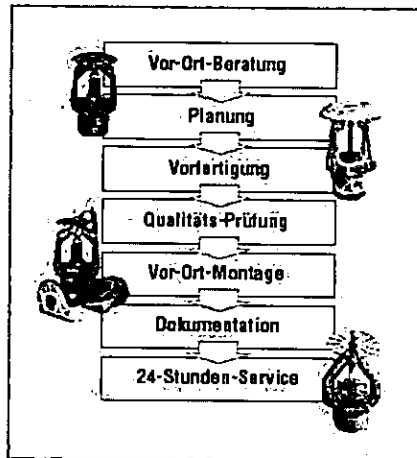 Vor-Ort-Beratung
Planung
Vorfertigung
Qualitäts-Prüfung
Vor-Ort-Montage
Dokumentation
24-Stunden-Service